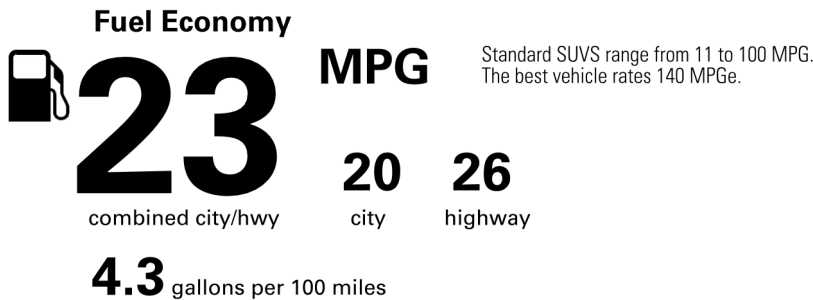 Fuel Economy
23
MPG
Standard SUVS range from 11 to 100 MPG.
The best vehicle rates 140 MPGe.
combined city/hwy
20
city
26
highway
4.3 gallons per 100 miles